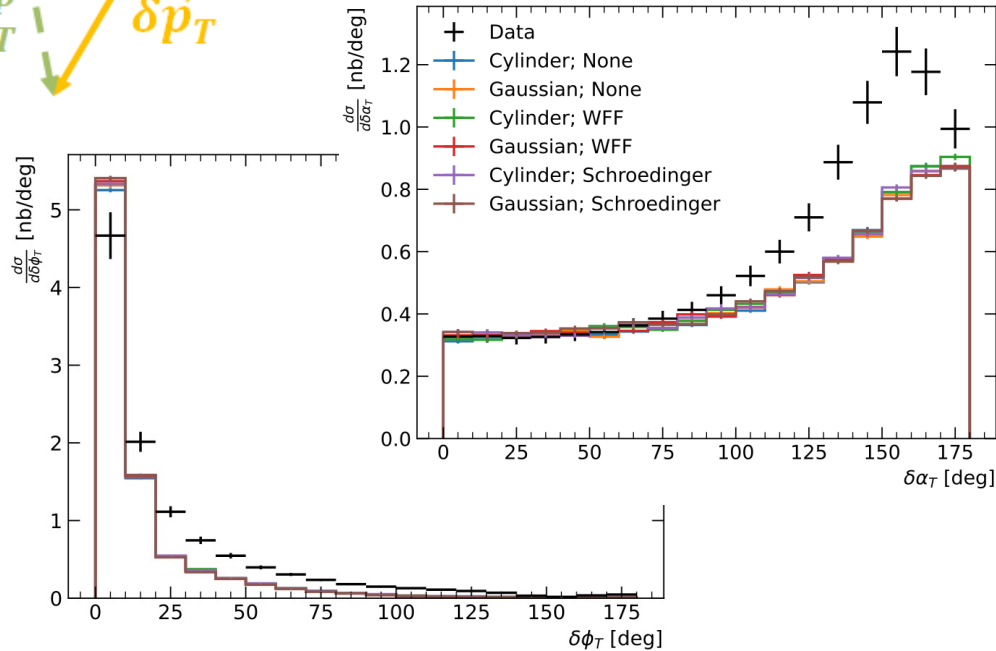 p
T
δp_T
dσ/dδα_T [nb/deg]
Data
Cylinder; None
Gaussian; None
Cylinder; WFF
Gaussian; WFF
Cylinder; Schroedinger
Gaussian; Schroedinger
1.2
1.0
0.8
0.6
0.4
0.2
0.0
0 25 50 75 100 125 150 175
δα_T [deg]
dσ/dδϕ_T [nb/deg]
5
4
3
2
1
0
0 25 50 75 100 125 150 175
δϕ_T [deg]